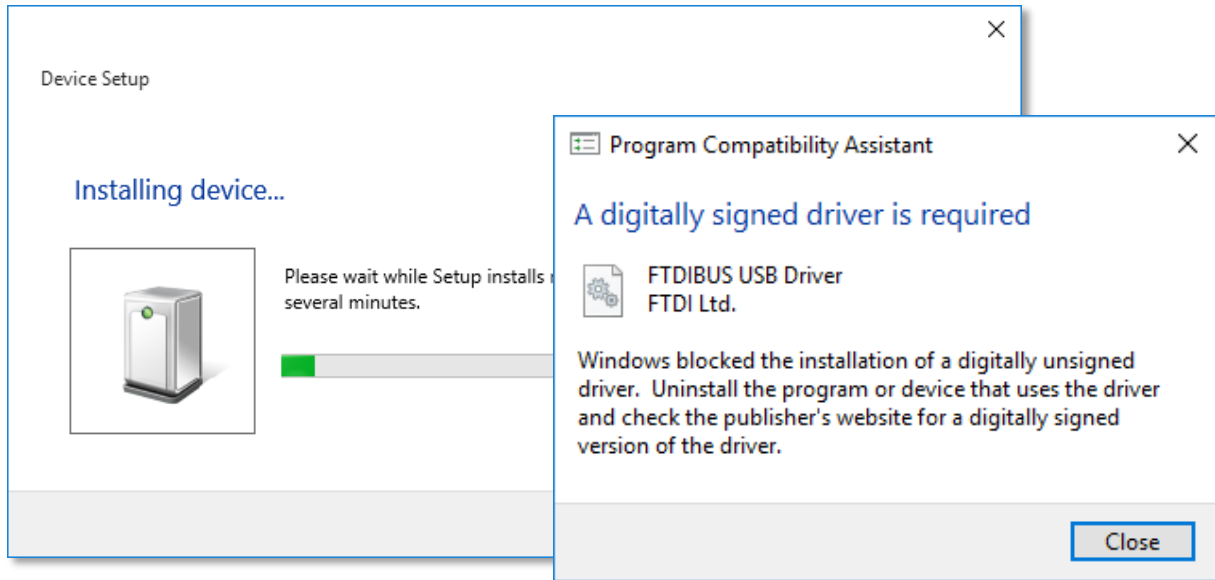 Device Setup
Installing device...
Please wait while Setup installs
several minutes.
Program Compatibility Assistant
A digitally signed driver is required
FTDIBUS USB Driver
FTDI Ltd.
Windows blocked the installation of a digitally unsigned
driver.  Uninstall the program or device that uses the driver
and check the publisher's website for a digitally signed
version of the driver.
Close